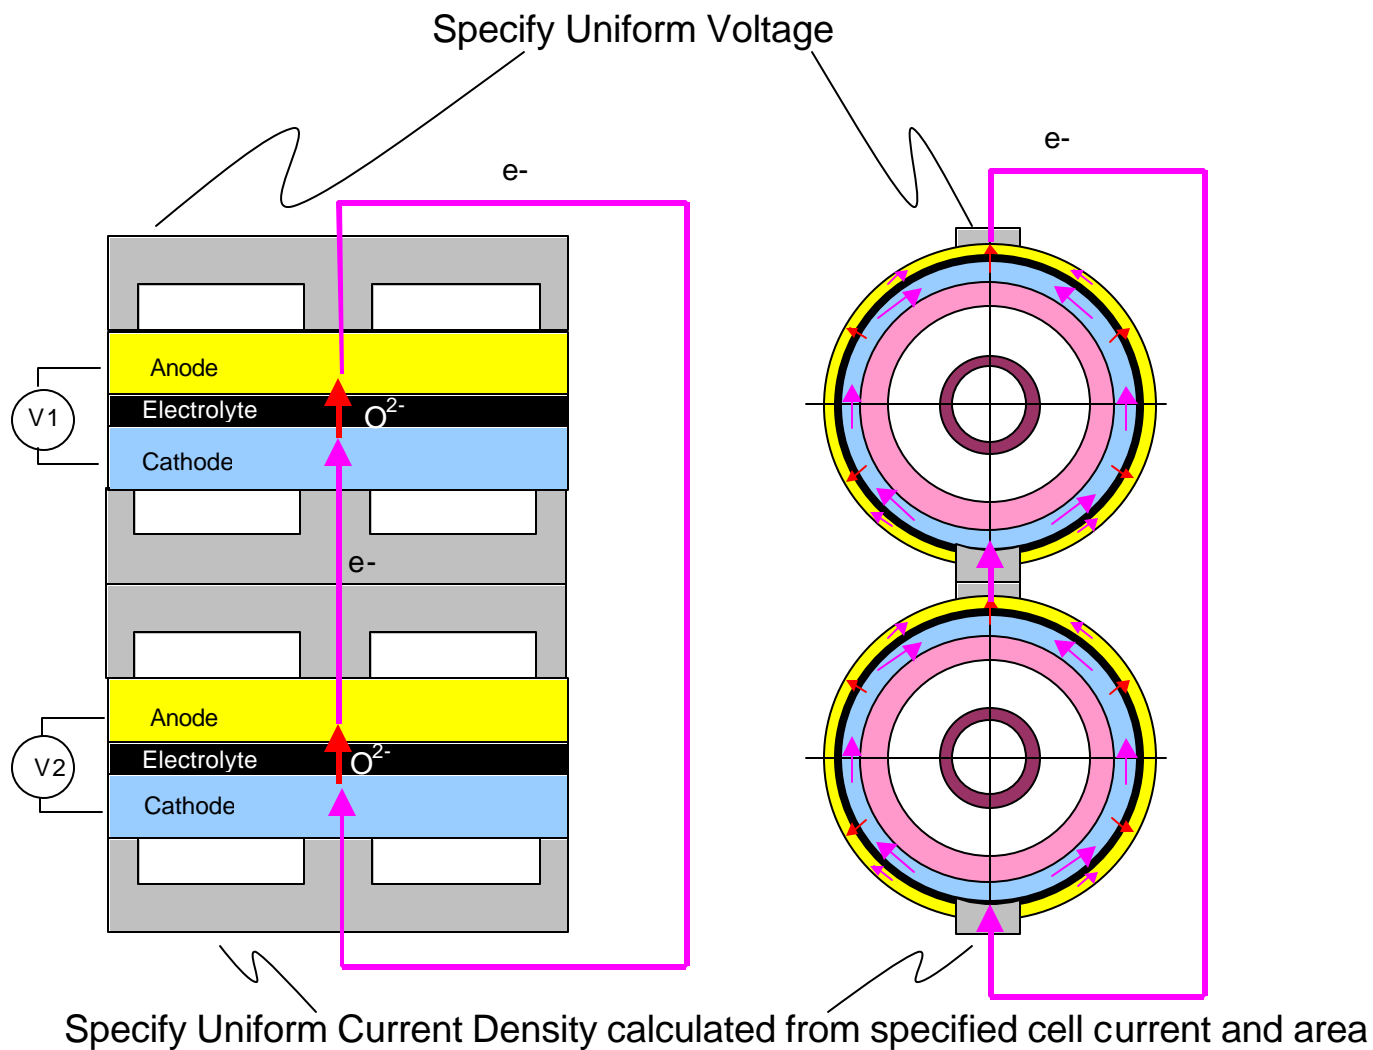 Specify Uniform Voltage
e-
e-
Anode
V1
Electrolyte
O2-
Cathode
e-
Anode
V2
Electrolyte
O2-
Cathode
Specify Uniform Current Density calculated from specified cell current and area